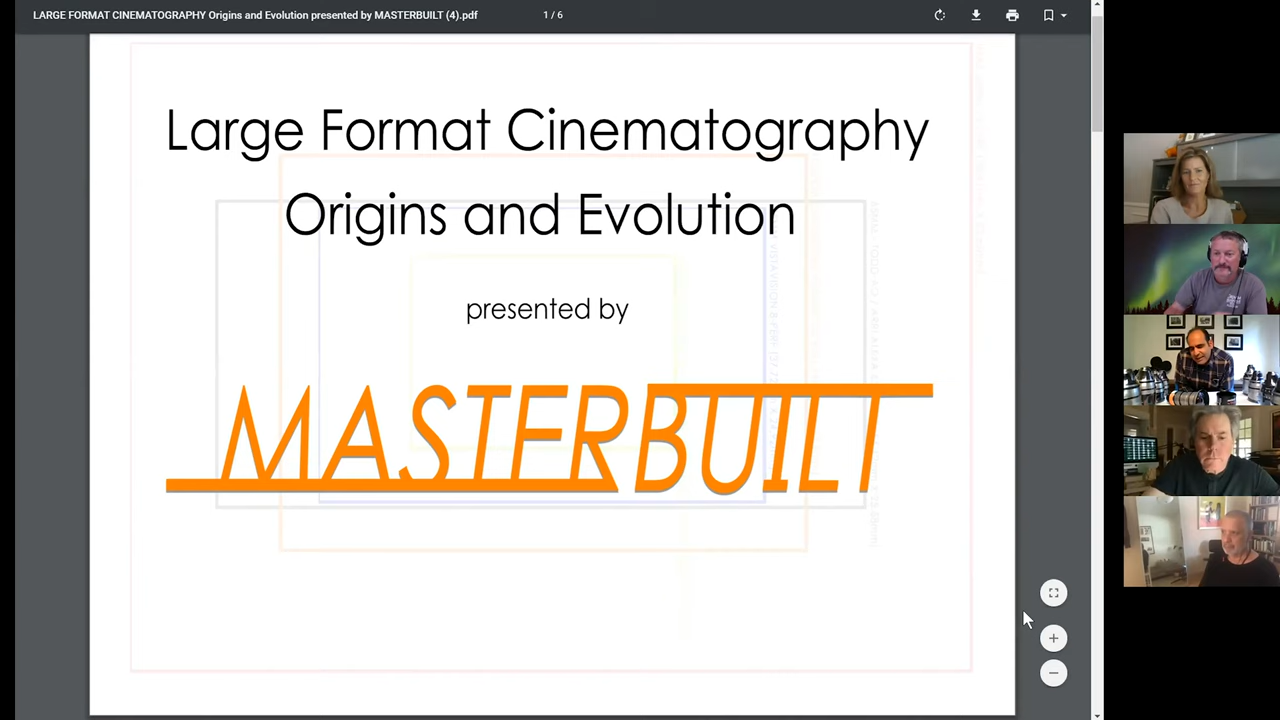 LARGE FORMAT CINEMATOGRAPHY Origins and Evolution presented by MASTERBUILT (4).pdf
1 / 6
Large Format Cinematography
Origins and Evolution
presented by
MASTERBUILT